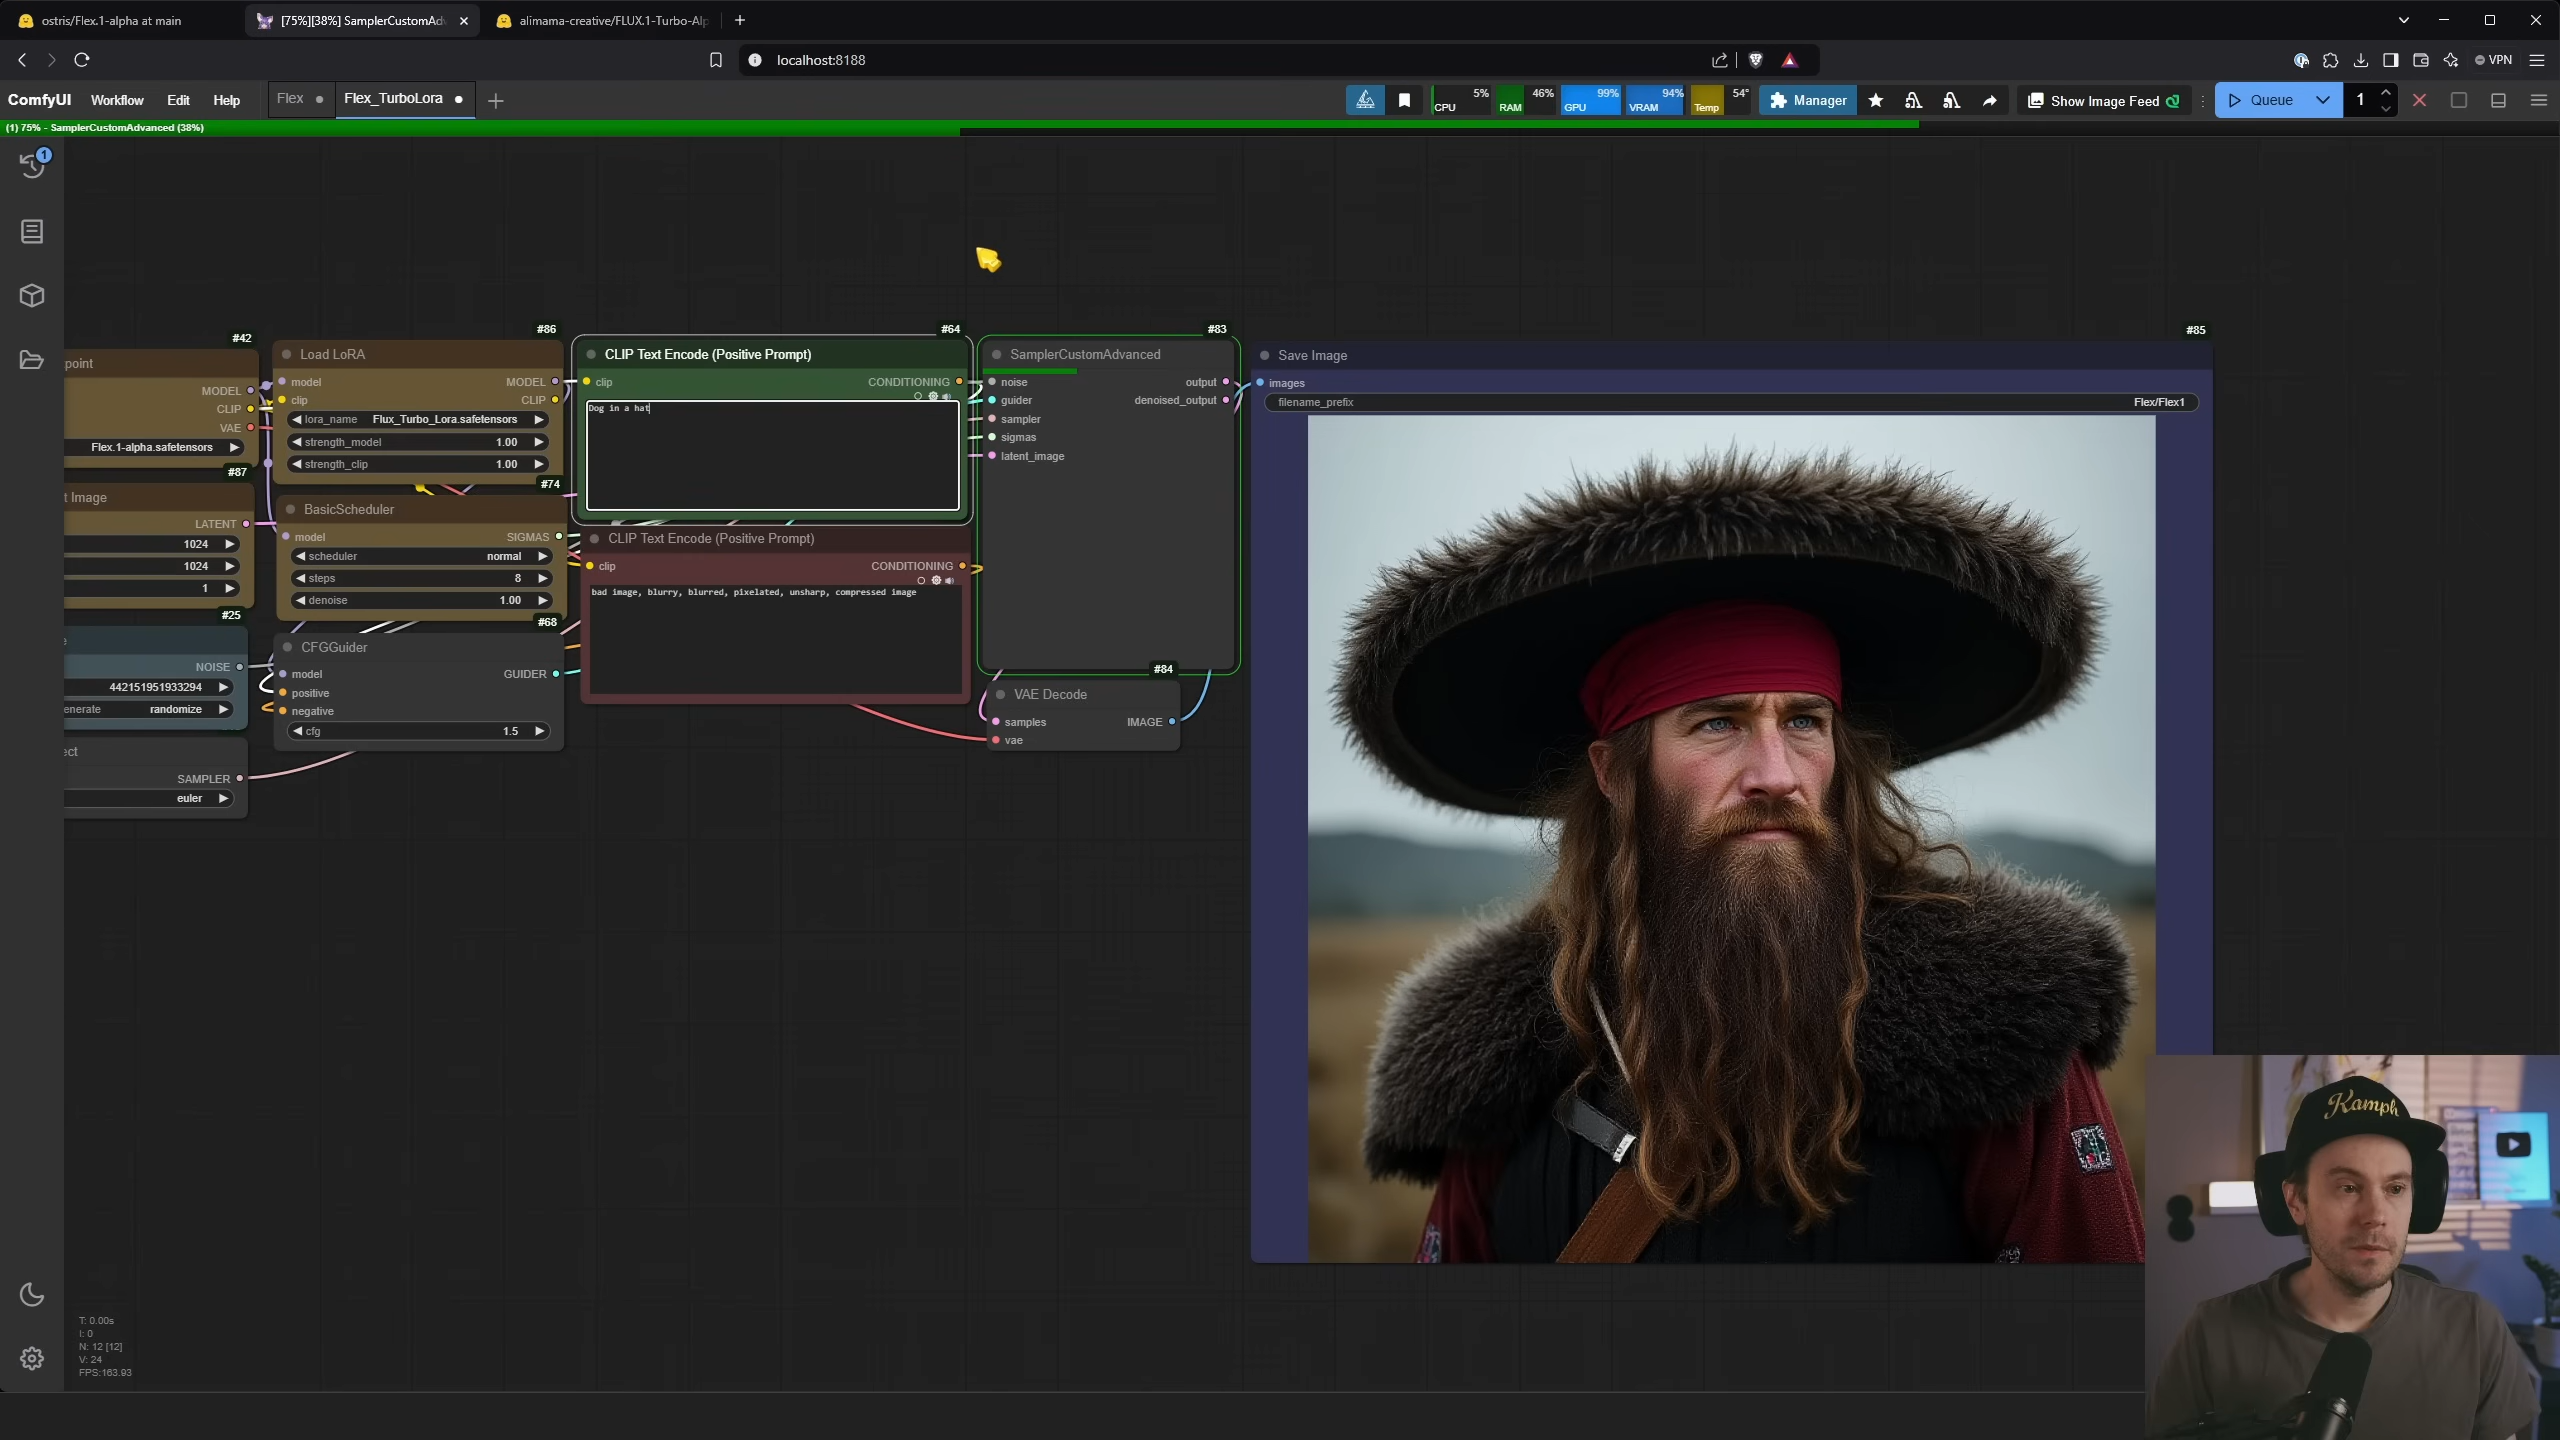 ostris/Flex.1-alpha at main
[75%][38%] SamplerCustomAdv
alimama-creative/FLUX.1-Turbo-Alp
localhost:8188
VPN
ComfyUI
Workflow
Edit
Help
Flex
Flex_TurboLora
CPU 5%
RAM 46%
GPU 99%
VRAM 94%
Temp 54°
Manager
Show Image Feed
Queue
1
(1) 75% - SamplerCustomAdvanced (38%)
1
#42
point
MODEL
CLIP
VAE
Flex.1-alpha.safetensors
#87
t Image
LATENT
1024
1024
1
#25
NOISE
442151951933294
enerate randomize
ect
SAMPLER
euler
#86
Load LoRA
model MODEL
clip CLIP
lora_name Flux_Turbo_Lora.safetensors
strength_model 1.00
strength_clip 1.00
#74
BasicScheduler
model SIGMAS
scheduler normal
steps 8
denoise 1.00
#68
CFGGuider
model GUIDER
positive
negative
cfg 1.5
#64
CLIP Text Encode (Positive Prompt)
clip CONDITIONING
Dog in a hat
CLIP Text Encode (Positive Prompt)
clip CONDITIONING
bad image, blurry, blurred, pixelated, unsharp, compressed image
#83
SamplerCustomAdvanced
noise output
guider denoised_output
sampler
sigmas
latent_image
#84
VAE Decode
samples IMAGE
vae
#85
Save Image
images
filename_prefix Flex/Flex1
Kamph
T: 0.00s
I: 0
N: 12 [12]
V: 24
FPS:163.93